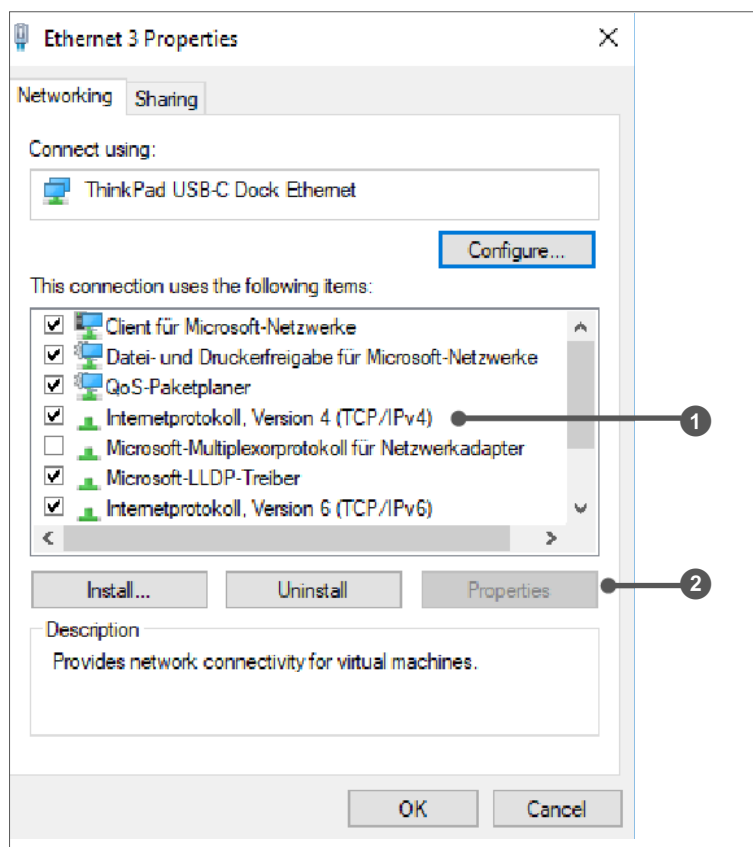 Ethernet 3 Properties
Networking Sharing
Connect using:
ThinkPad USB-C Dock Ethernet
Configure...
This connection uses the following items:
Client für Microsoft-Netzwerke
Datei- und Druckerfreigabe für Microsoft-Netzwerke
QoS-Paketplaner
Internetprotokoll, Version 4 (TCP/IPv4)
1
Microsoft-Multiplexorprotokoll für Netzwerkadapter
Microsoft-LLDP-Treiber
Internetprotokoll, Version 6 (TCP/IPv6)
Install... Uninstall Properties
2
Description
Provides network connectivity for virtual machines.
OK Cancel